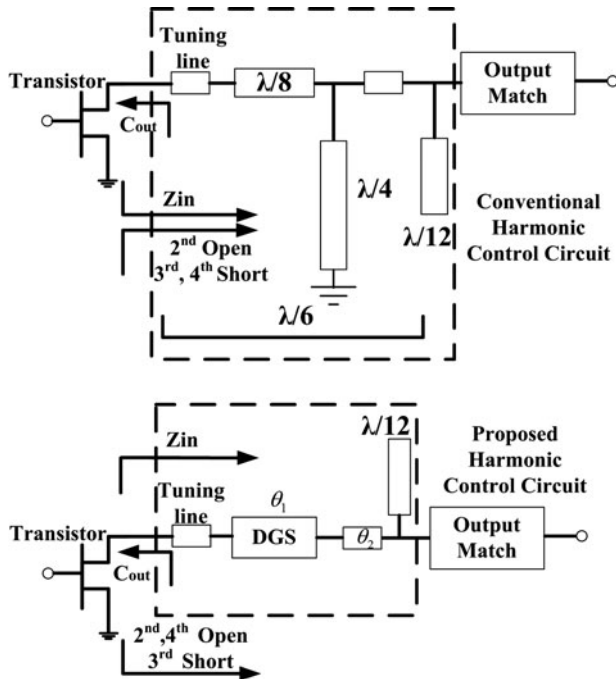 Tuning
line
Transistor
λ/8
Output
Match
Cout
λ/4
λ/12
Zin
2nd Open
3rd, 4th Short
Conventional
Harmonic
Control Circuit
λ/6
λ/12
Zin
Proposed
Harmonic
Control Circuit
Tuning
line
θ1
Transistor
DGS
θ2
Output
Match
Cout
2nd,4th Open
3rd Short